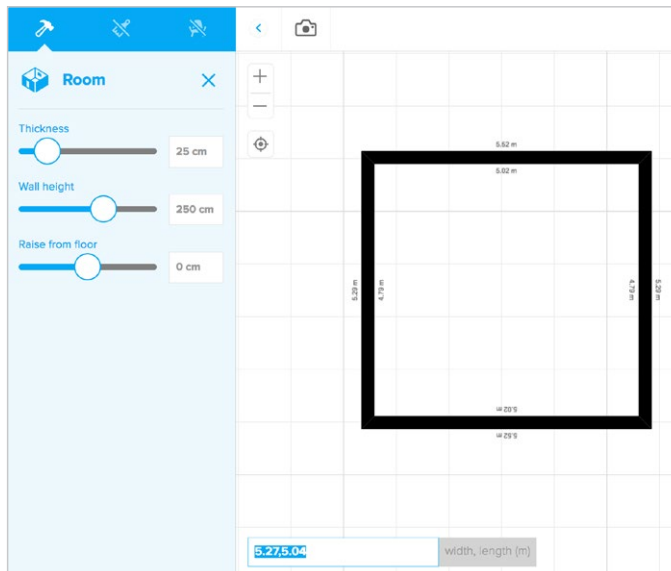 Room
Thickness
25 cm
Wall height
250 cm
Raise from floor
0 cm
5.52 m
5.02 m
5.29 m
4.79 m
4.79 m
5.29 m
5.02 m
5.52 m
5.27,5.04
width, length (m)